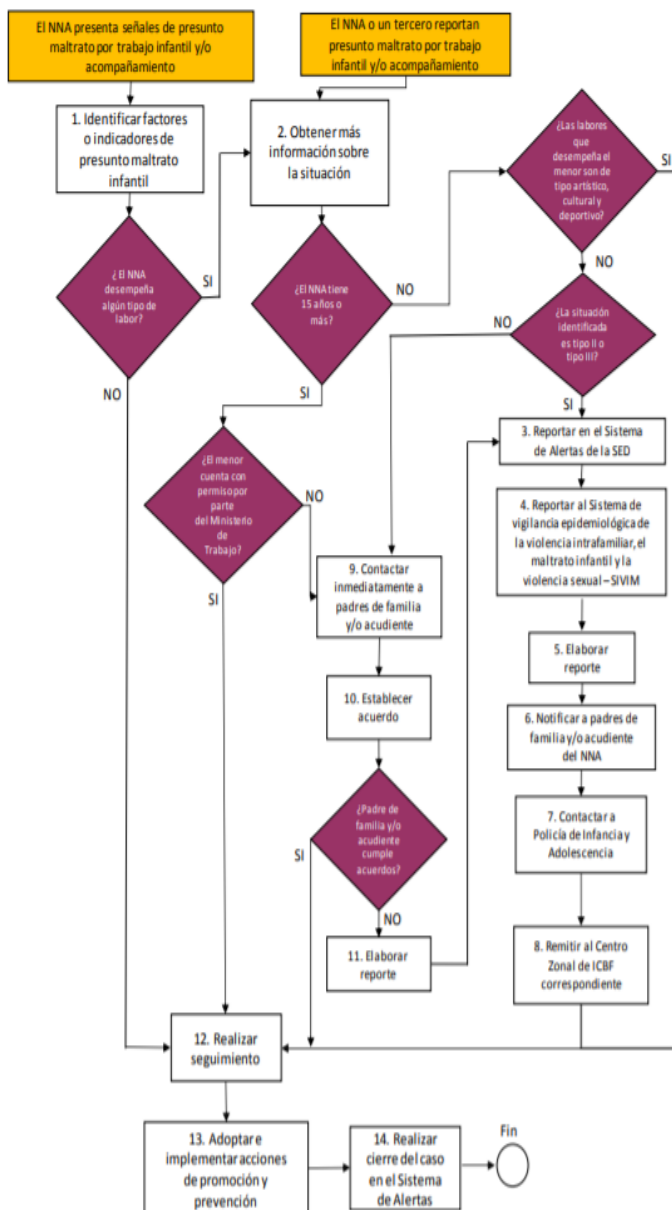 El NNA presenta señales de presunto
maltrato por trabajo infantil y/o
acompañamiento
El NNA o un tercero reportan
presunto maltrato por trabajo
infantil y/o acompañamiento
1. Identificar factores
o indicadores de
presunto maltrato
infantil
2. Obtener más
información sobre
la situación
¿Las labores
que
desempeña el
menor son de
tipo artístico,
cultural y
deportivo?
SI
¿ El NNA
desempeña
algún tipo de
labor?
SI
NO
¿El NNA tiene
15 años o
más?
NO
SI
NO
¿La situación
identificada
es tipo II o
tipo III?
NO
SI
¿El menor
cuenta con
permiso por
parte
del Ministerio
de
Trabajo?
NO
SI
3. Reportar en el Sistema
de Alertas de la SED
4. Reportar al Sistema de
vigilancia epidemiológica de
la violencia intrafamiliar, el
maltrato infantil y la
violencia sexual – SIVIM
9. Contactar
inmediatamente a
padres de familia
y/o acudiente
5. Elaborar
reporte
10. Establecer
acuerdo
6. Notificar a padres de
familia y/o acudiente
del NNA
¿Padre de
familia y/o
acudiente
cumple
acuerdos?
SI
NO
7. Contactar a
Policía de Infancia y
Adolescencia
11. Elaborar
reporte
8. Remitir al Centro
Zonal de ICBF
correspondiente
12. Realizar
seguimiento
13. Adoptar e
implementar acciones
de promoción y
prevención
14. Realizar
cierre del caso
en el Sistema
de Alertas
Fin